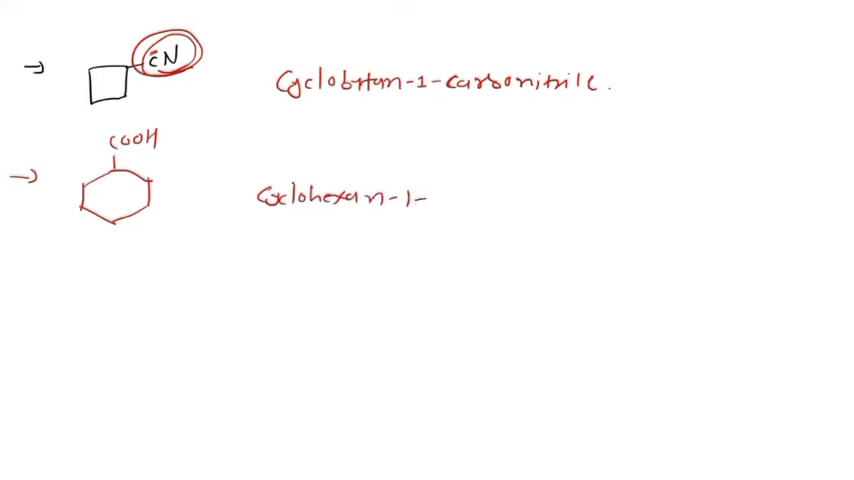 → CN Cyclobutan-1-carbonitrile.
COOH
→ Cyclohexan-1-